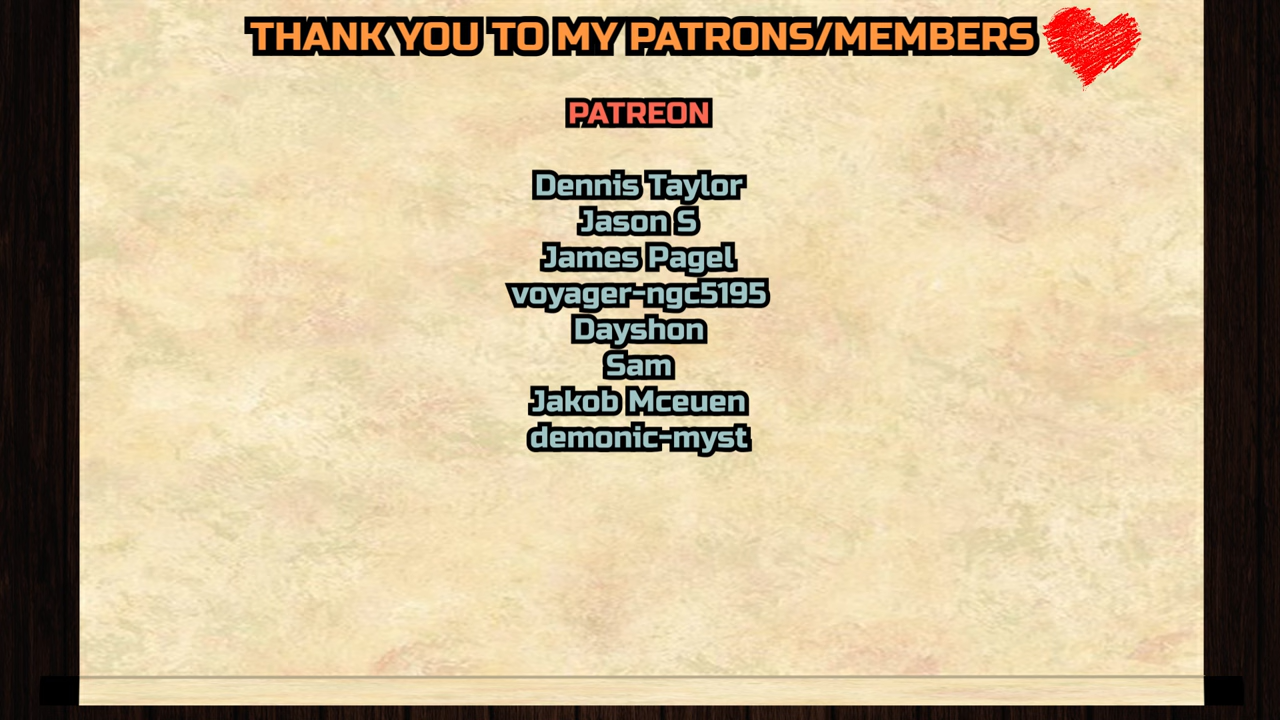 THANK YOU TO MY PATRONS/MEMBERS
PATREON
Dennis Taylor
Jason S
James Pagel
voyager-ngc5195
Dayshon
Sam
Jakob Mceuen
demonic-myst